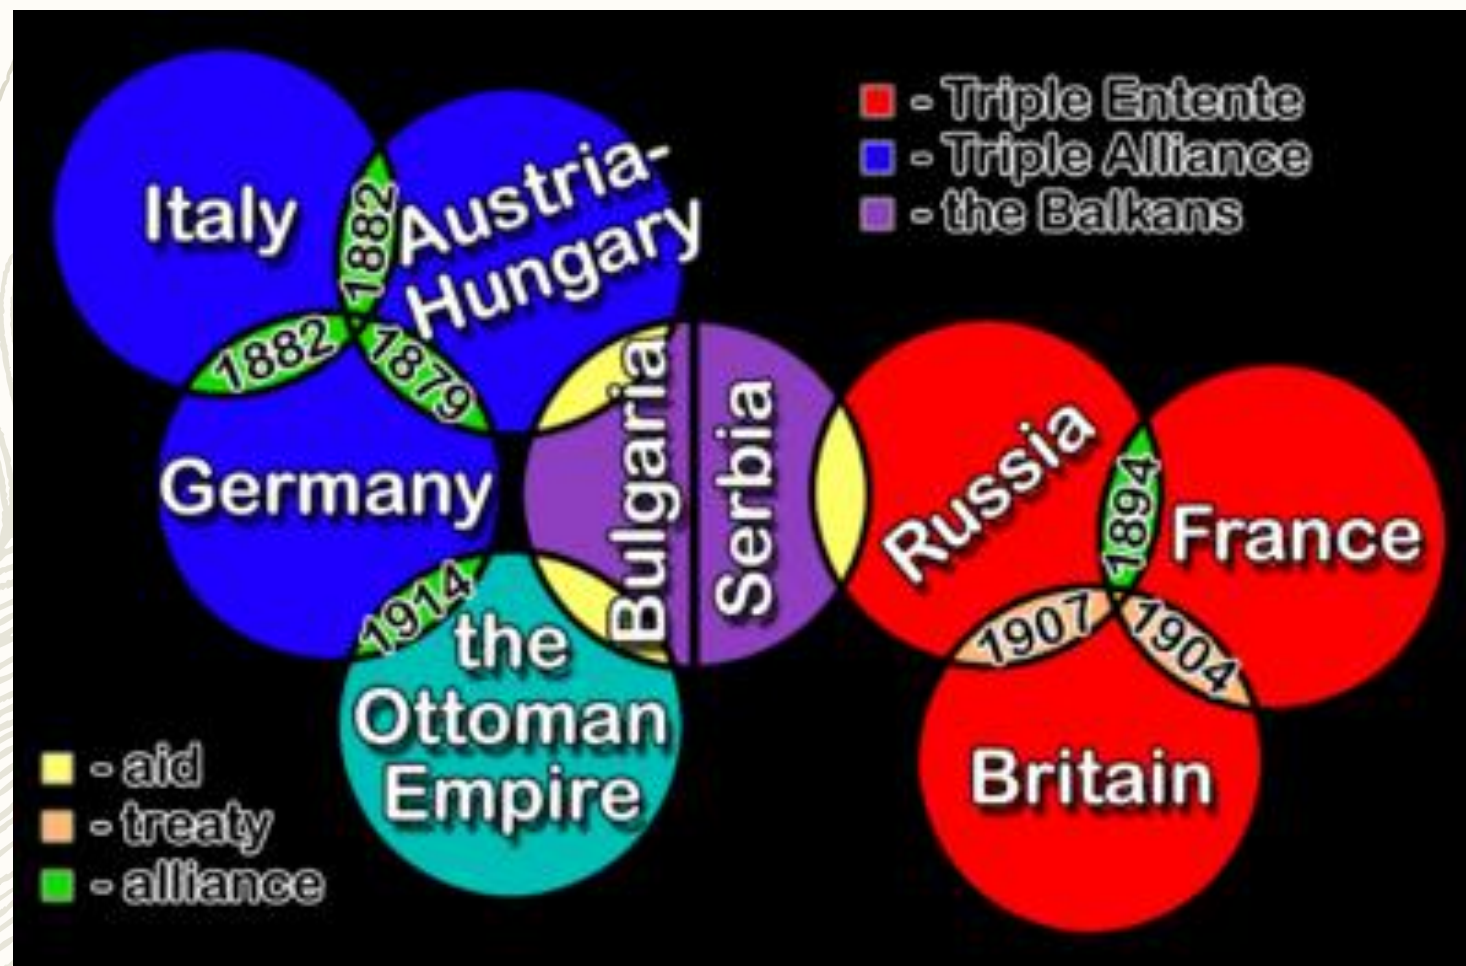 - Triple Entente
- Triple Alliance
- the Balkans
Italy
Austria-
Hungary
1882
1882
1879
Germany
Bulgaria
Serbia
Russia
1894
France
1914
the
Ottoman
Empire
1907
1904
Britain
- aid
- treaty
- alliance